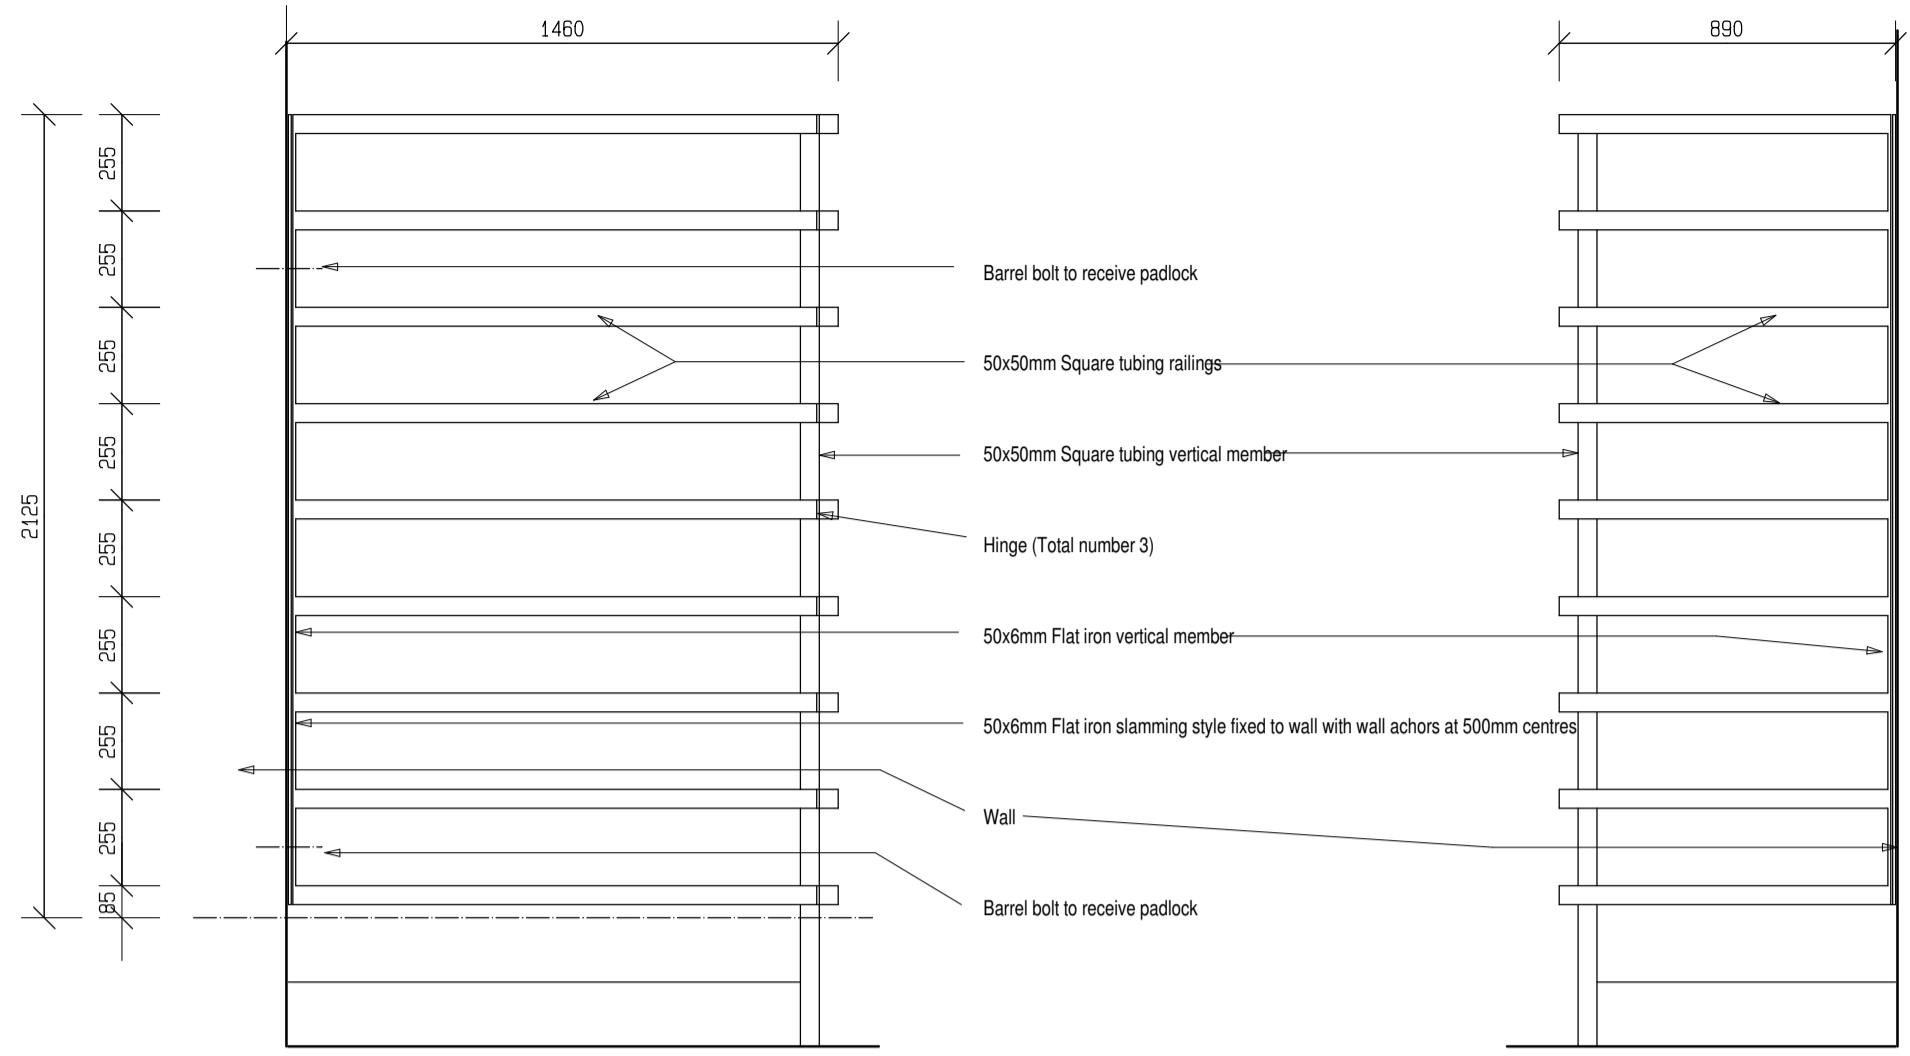 1460
890
255
255
255
255
2125
255
255
255
255
85
Barrel bolt to receive padlock
50x50mm Square tubing railings
50x50mm Square tubing vertical member
Hinge (Total number 3)
50x6mm Flat iron vertical member
50x6mm Flat iron slamming style fixed to wall with wall achors at 500mm centres
Wall
Barrel bolt to receive padlock